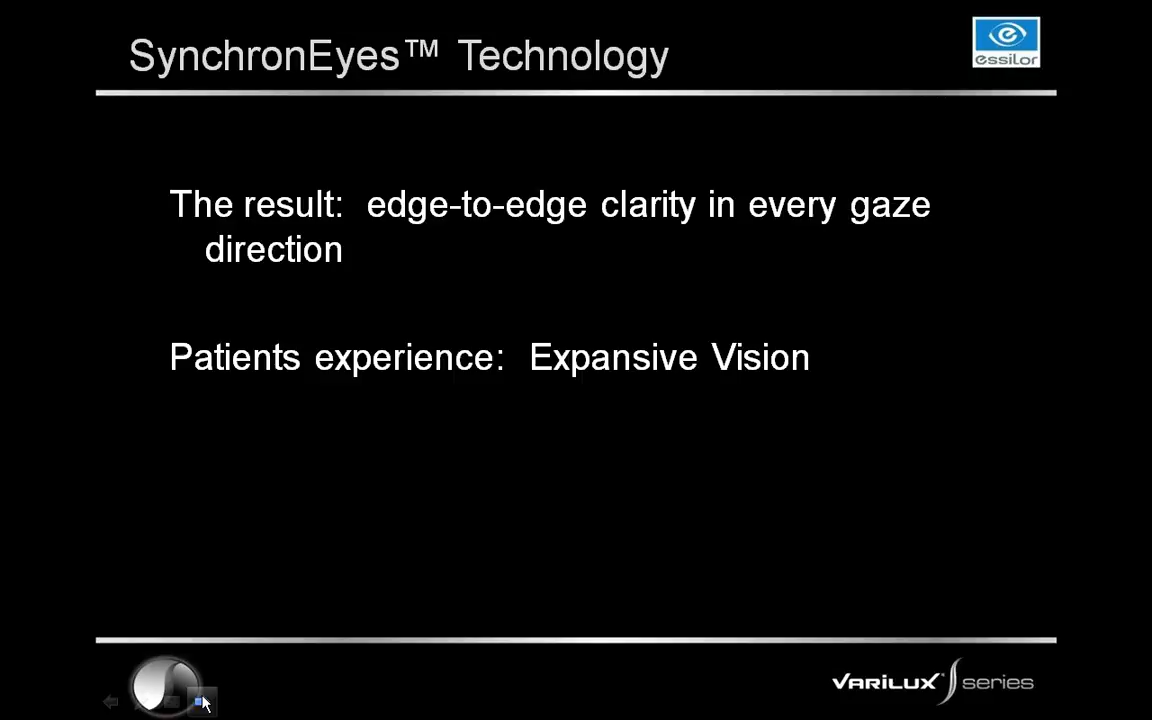 SynchronEyes™ Technology
essilor
The result: edge-to-edge clarity in every gaze
direction
Patients experience: Expansive Vision
VARILUX® S series